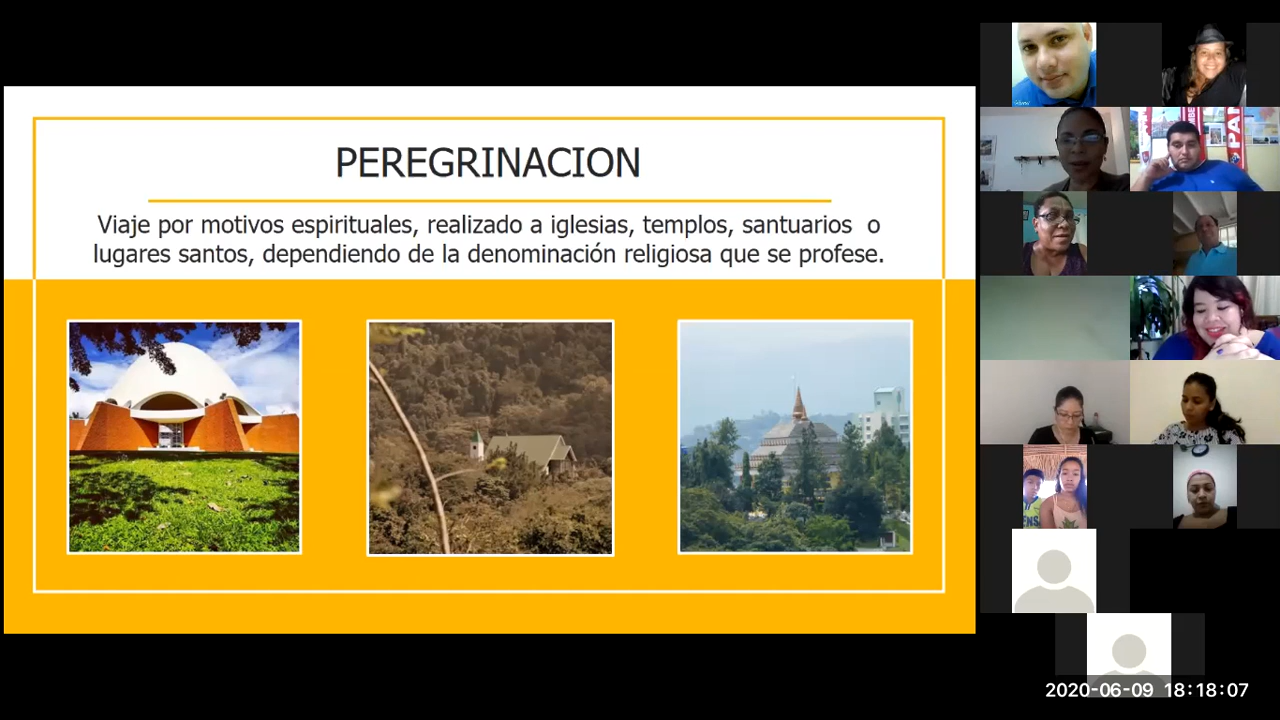 PEREGRINACION
Viaje por motivos espirituales, realizado a iglesias, templos, santuarios o
lugares santos, dependiendo de la denominación religiosa que se profese.
PAR
2020-06-09 18:18:07